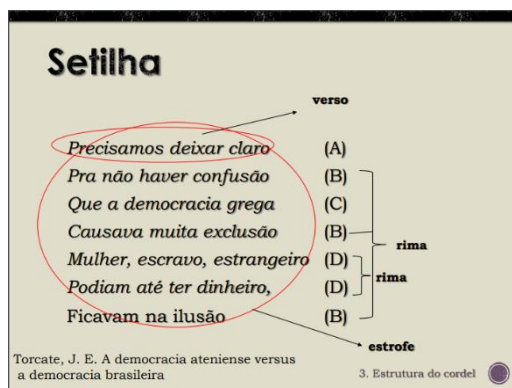 Setilha
verso
Precisamos deixar claro (A)
Pra não haver confusão (B)
Que a democracia grega (C)
Causava muita exclusão (B)
rima
Mulher, escravo, estrangeiro (D)
rima
Podiam até ter dinheiro, (D)
Ficavam na ilusão (B)
estrofe
Torcate, J. E. A democracia ateniense versus
a democracia brasileira
3. Estrutura do cordel